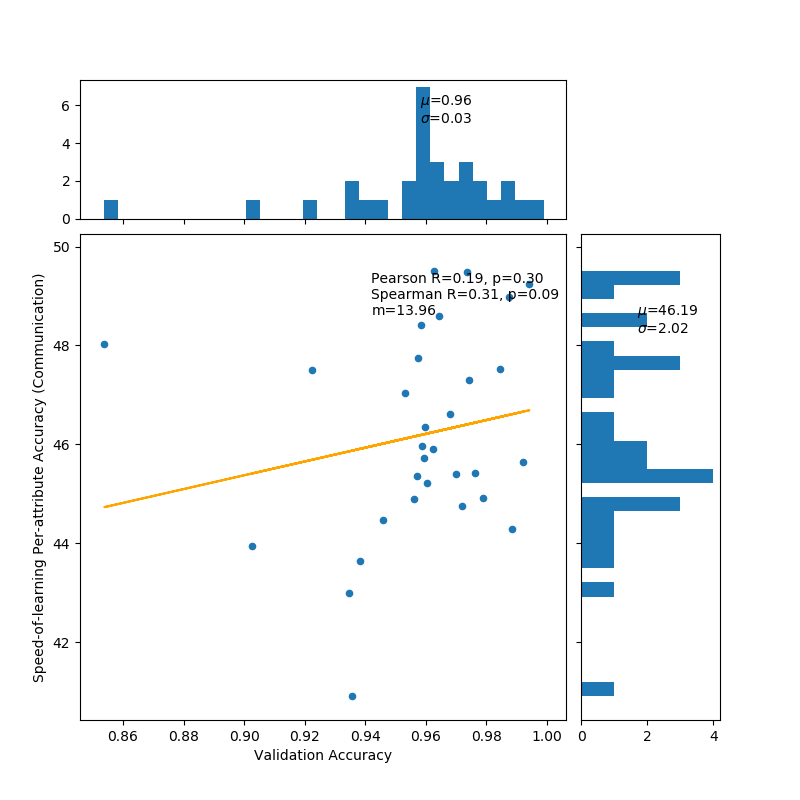 6
4
2
0
μ=0.96
σ=0.03
50
48
46
44
42
Speed-of-learning Per-attribute Accuracy (Communication)
Pearson R=0.19, p=0.30
Spearman R=0.31, p=0.09
m=13.96
μ=46.19
σ=2.02
0.86 0.88 0.90 0.92 0.94 0.96 0.98 1.00
0 2 4
Validation Accuracy